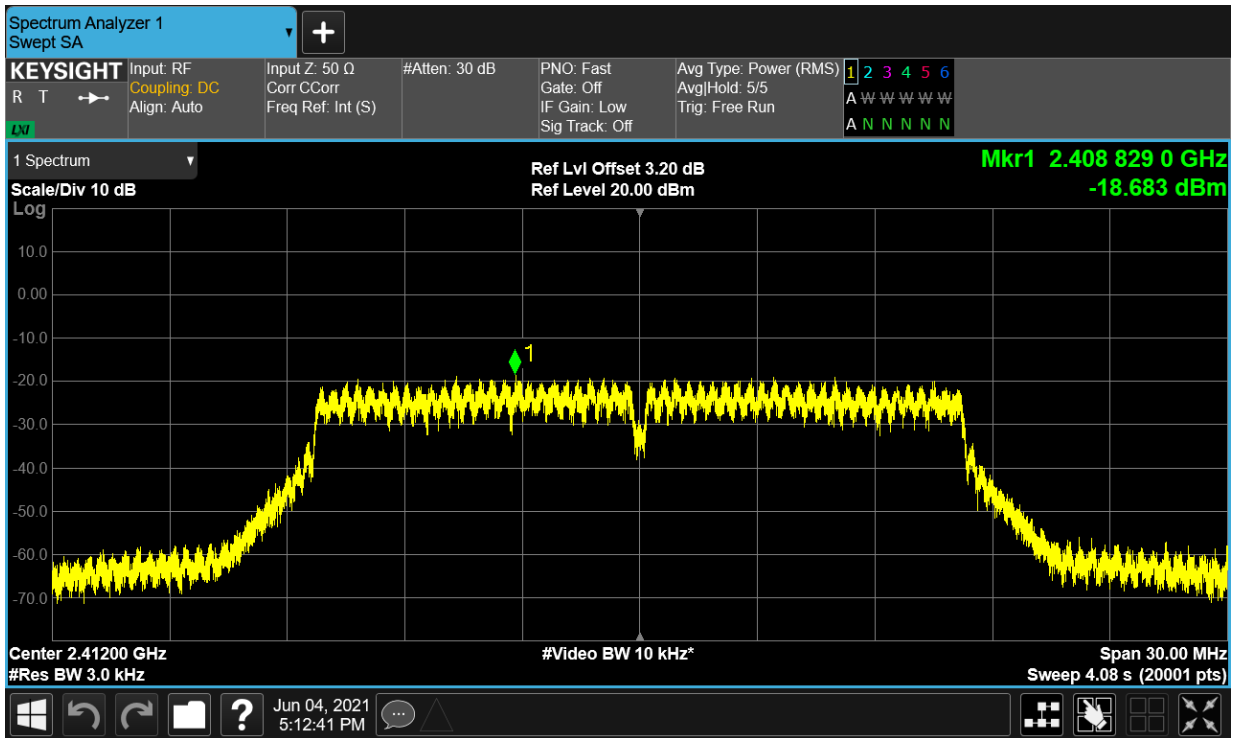 Spectrum Analyzer 1
Swept SA
KEYSIGHT
R T
LXI
Input: RF
Coupling: DC
Align: Auto
Input Z: 50 Ω
Corr CCorr
Freq Ref: Int (S)
#Atten: 30 dB
PNO: Fast
Gate: Off
IF Gain: Low
Sig Track: Off
Avg Type: Power (RMS)
Avg|Hold: 5/5
Trig: Free Run
1 2 3 4 5 6
A W W W W W
A N N N N N
1 Spectrum
Scale/Div 10 dB
Log
Ref Lvl Offset 3.20 dB
Ref Level 20.00 dBm
Mkr1 2.408 829 0 GHz
-18.683 dBm
10.0
0.00
-10.0
1
-20.0
-30.0
-40.0
-50.0
-60.0
-70.0
Center 2.41200 GHz
#Res BW 3.0 kHz
#Video BW 10 kHz*
Span 30.00 MHz
Sweep 4.08 s (20001 pts)
?
Jun 04, 2021
5:12:41 PM